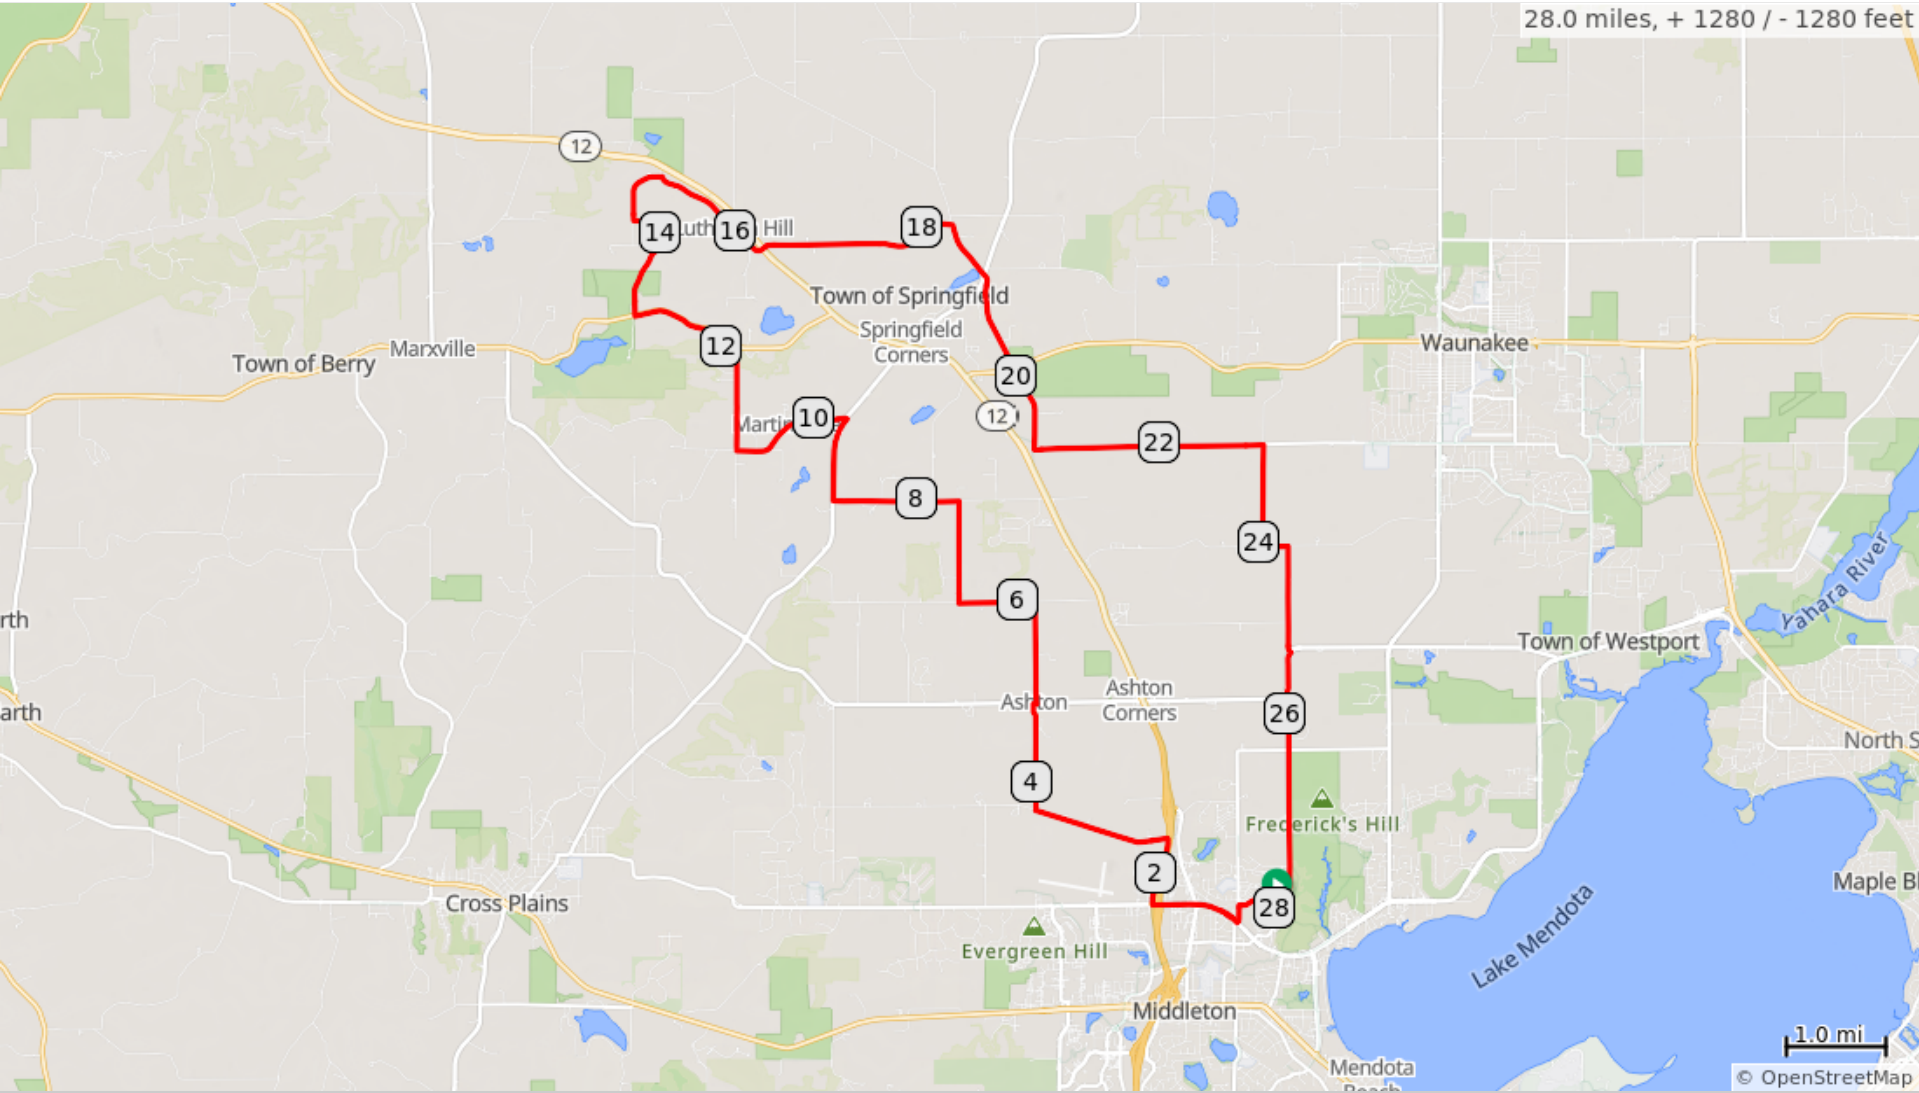 28.0 miles, + 1280 / - 1280 feet
12
14
16
Hill
18
Town of Springfield
Springfield
Corners
12
Marxville
Town of Berry
Waunakee
20
12
10
22
8
24
Yahara River
6
rth
Town of Westport
Ashton
Corners
Ashton
26
arth
North S
4
Frederick's Hill
2
Maple Bl
28
Cross Plains
Evergreen Hill
Lake Mendota
Middleton
1.0 mi
Mendota
Beach
© OpenStreetMap